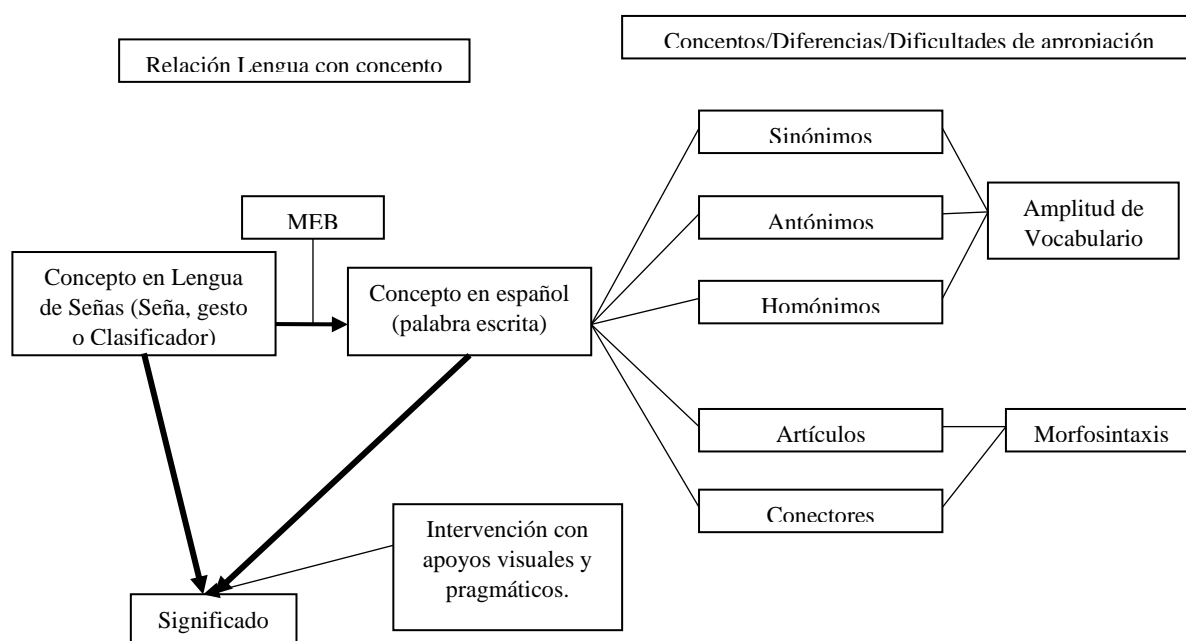 Relación Lengua con concepto
Conceptos/Diferencias/Dificultades de apropiación
MEB
Concepto en Lengua
de Señas (Seña, gesto
o Clasificador)
Concepto en español
(palabra escrita)
Sinónimos
Antónimos
Homónimos
Amplitud de
Vocabulario
Artículos
Conectores
Morfosintaxis
Intervención con
apoyos visuales y
pragmáticos.
Significado